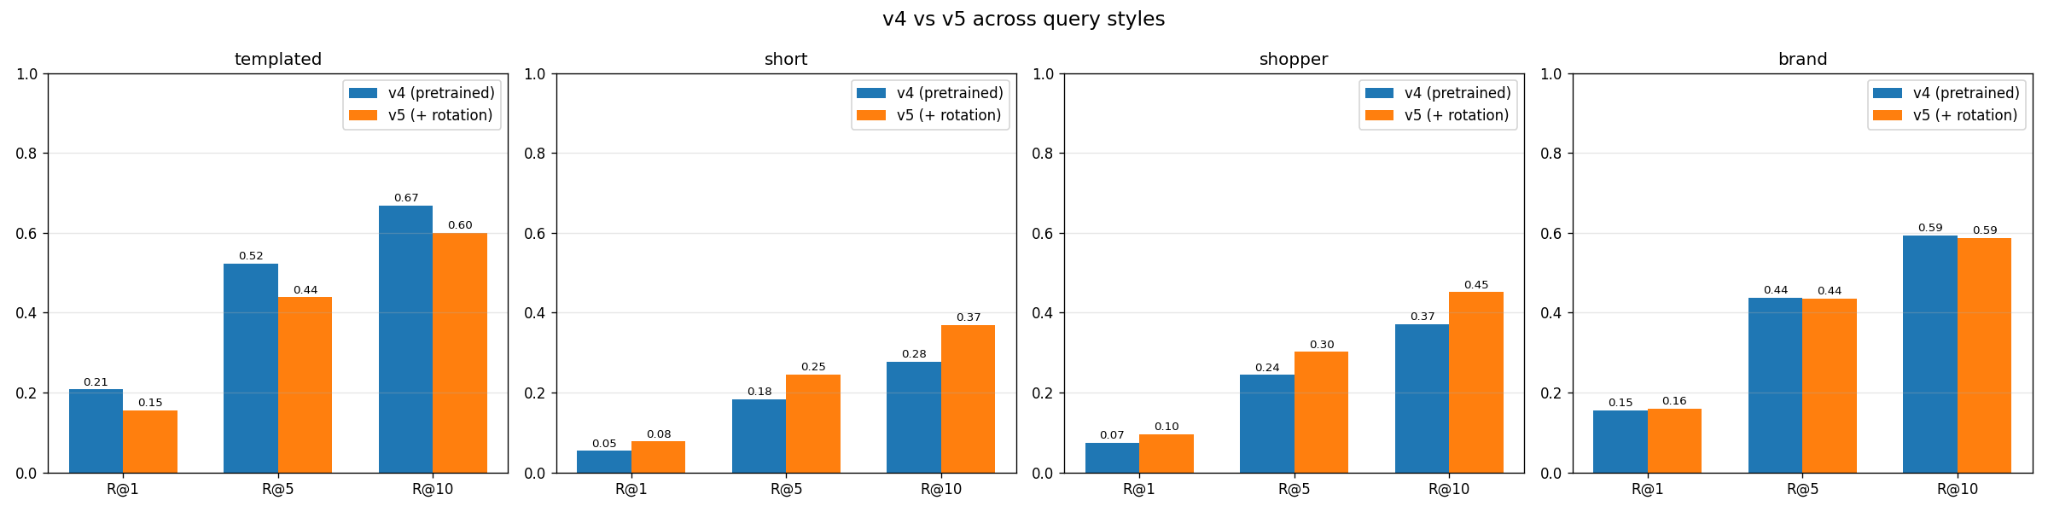 v4 vs v5 across query styles
templated
1.0
0.8
0.6
0.4
0.2
0.0
v4 (pretrained)
v5 (+ rotation)
0.21
0.15
0.52
0.44
0.67
0.60
R@1
R@5
R@10
short
1.0
0.8
0.6
0.4
0.2
0.0
v4 (pretrained)
v5 (+ rotation)
0.05
0.08
0.18
0.25
0.28
0.37
R@1
R@5
R@10
shopper
1.0
0.8
0.6
0.4
0.2
0.0
v4 (pretrained)
v5 (+ rotation)
0.07
0.10
0.24
0.30
0.37
0.45
R@1
R@5
R@10
brand
1.0
0.8
0.6
0.4
0.2
0.0
v4 (pretrained)
v5 (+ rotation)
0.15
0.16
0.44
0.44
0.59
0.59
R@1
R@5
R@10